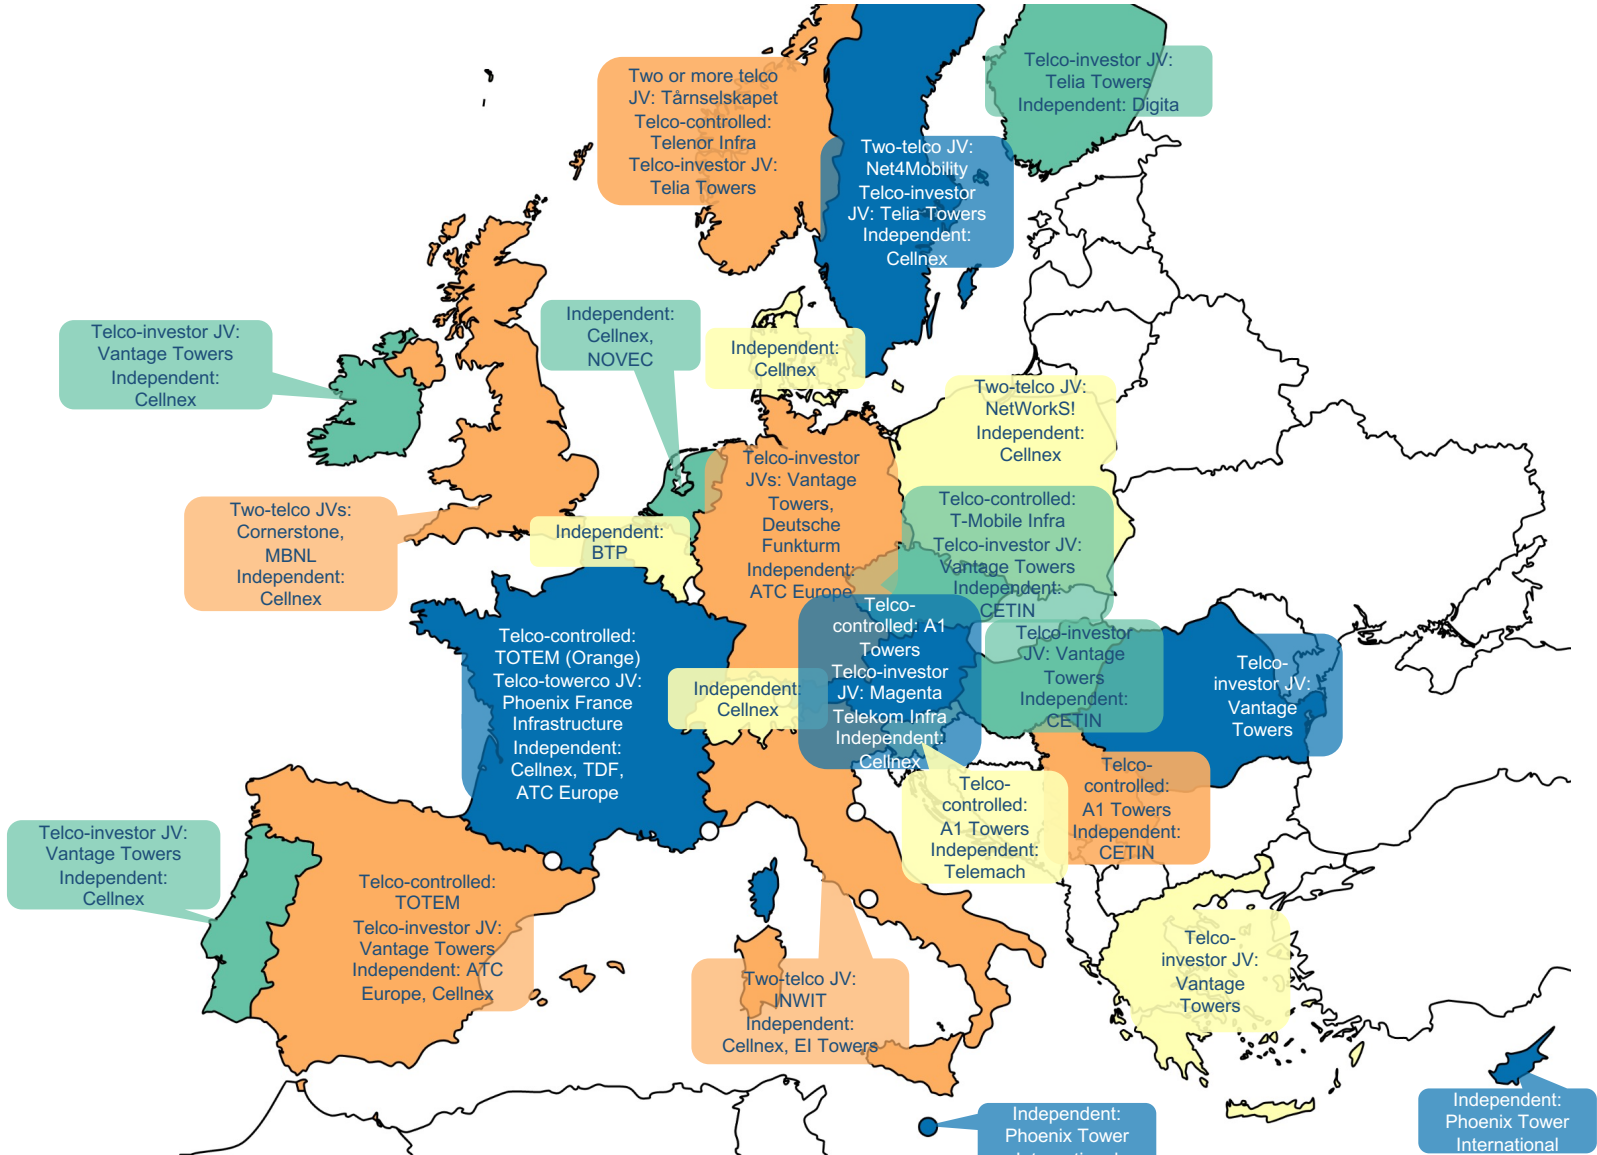 Two or more telco
JV: Tårnselskapet
Telco-controlled:
Telenor Infra
Telco-investor JV:
Telia Towers
Telco-investor JV:
Telia Towers
Independent: Digita
Two-telco JV:
Net4Mobility
Telco-investor
JV: Telia Towers
Independent:
Cellnex
Telco-investor JV:
Vantage Towers
Independent:
Cellnex
Independent:
Cellnex,
NOVEC
Independent:
Cellnex
Two-telco JV:
NetWorkS!
Independent:
Cellnex
Two-telco JVs:
Cornerstone,
MBNL
Independent:
Cellnex
Independent:
BTP
Telco-investor
JVs: Vantage
Towers,
Deutsche
Funkturm
Independent:
ATC Europe
Telco-controlled:
T-Mobile Infra
Telco-investor JV:
Vantage Towers
Independent:
CETIN
Telco-controlled:
TOTEM (Orange)
Telco-towerco JV:
Phoenix France
Infrastructure
Independent:
Cellnex, TDF,
ATC Europe
Independent:
Cellnex
Telco-
controlled: A1
Towers
Telco-investor
JV: Magenta
Telekom Infra
Independent:
Cellnex
Telco-investor
JV: Vantage
Towers
Independent:
CETIN
Telco-
investor JV:
Vantage
Towers
Telco-
controlled:
A1 Towers
Independent:
Telemach
Telco-
controlled:
A1 Towers
Independent:
CETIN
Telco-investor JV:
Vantage Towers
Independent:
Cellnex
Telco-controlled:
TOTEM
Telco-investor JV:
Vantage Towers
Independent: ATC
Europe, Cellnex
Two-telco JV:
INWIT
Independent:
Cellnex, EI Towers
Telco-
investor JV:
Vantage
Towers
Independent:
Phoenix Tower
Independent:
Phoenix Tower
International